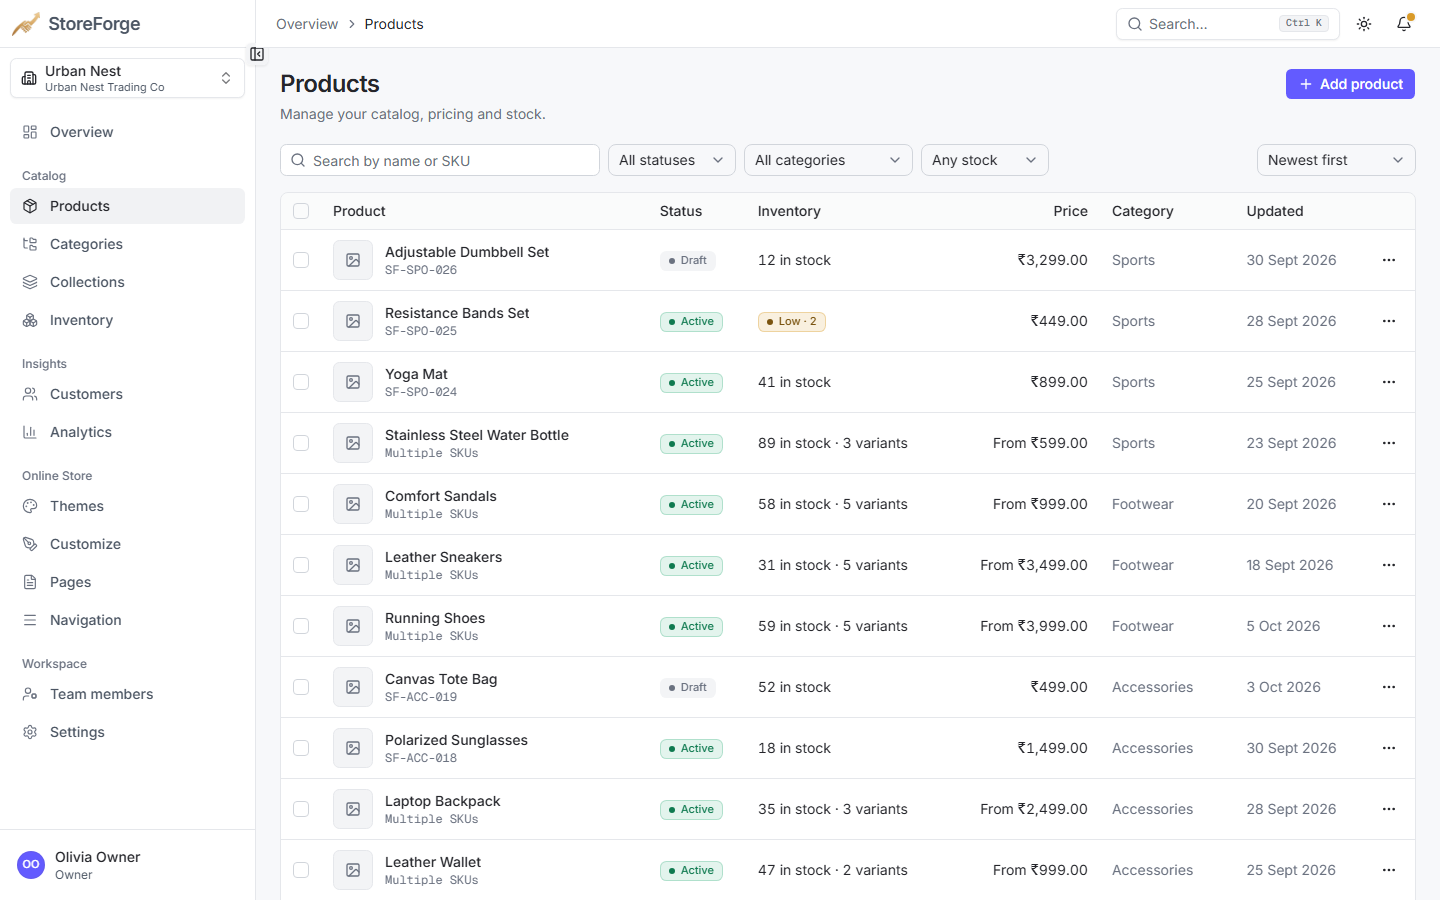 StoreForge
Overview
Products
Search...
Ctrl K
Urban Nest
Urban Nest Trading Co
Overview
Catalog
Products
Categories
Collections
Inventory
Insights
Customers
Analytics
Online Store
Themes
Customize
Pages
Navigation
Workspace
Team members
Settings
OO
Olivia Owner
Owner
Products
Add product
Manage your catalog, pricing and stock.
Search by name or SKU
All statuses
All categories
Any stock
Newest first
Product Status Inventory Price Category Updated
Adjustable Dumbbell Set
SF-SPO-026
Draft 12 in stock ₹3,299.00 Sports 30 Sept 2026
Resistance Bands Set
SF-SPO-025
Active Low · 2 ₹449.00 Sports 28 Sept 2026
Yoga Mat
SF-SPO-024
Active 41 in stock ₹899.00 Sports 25 Sept 2026
Stainless Steel Water Bottle
Multiple SKUs
Active 89 in stock · 3 variants From ₹599.00 Sports 23 Sept 2026
Comfort Sandals
Multiple SKUs
Active 58 in stock · 5 variants From ₹999.00 Footwear 20 Sept 2026
Leather Sneakers
Multiple SKUs
Active 31 in stock · 5 variants From ₹3,499.00 Footwear 18 Sept 2026
Running Shoes
Multiple SKUs
Active 59 in stock · 5 variants From ₹3,999.00 Footwear 5 Oct 2026
Canvas Tote Bag
SF-ACC-019
Draft 52 in stock ₹499.00 Accessories 3 Oct 2026
Polarized Sunglasses
SF-ACC-018
Active 18 in stock ₹1,499.00 Accessories 30 Sept 2026
Laptop Backpack
Multiple SKUs
Active 35 in stock · 3 variants From ₹2,499.00 Accessories 28 Sept 2026
Leather Wallet
Multiple SKUs
Active 47 in stock · 2 variants From ₹999.00 Accessories 25 Sept 2026